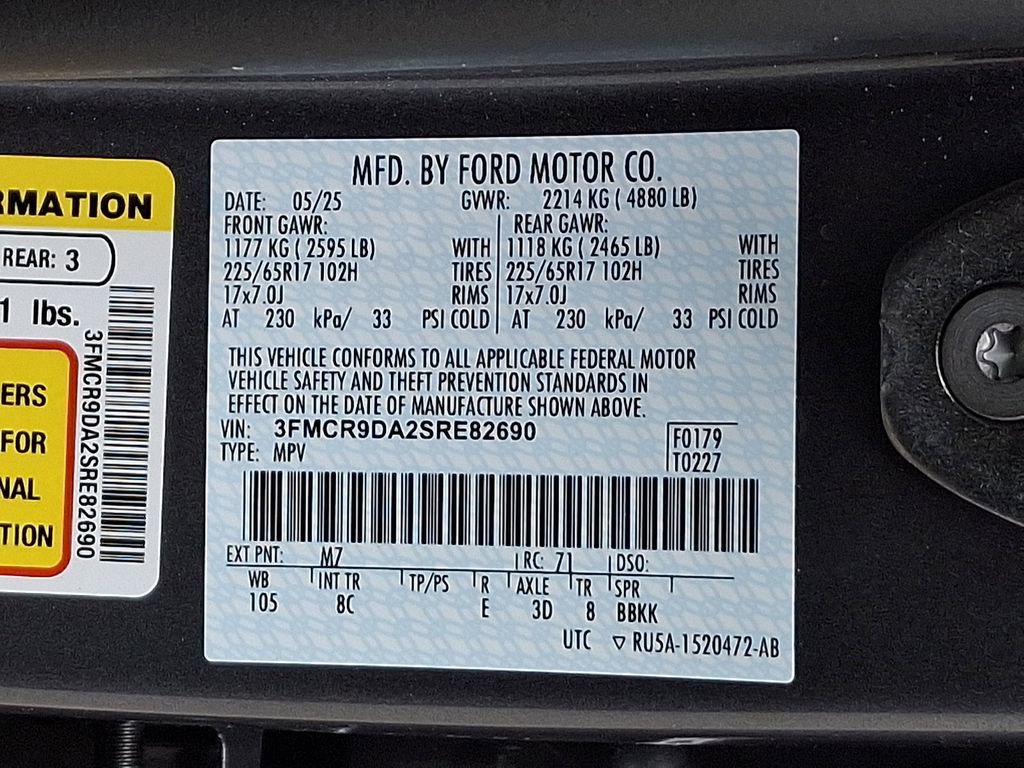 RMATION
REAR: 3
1 lbs.
3FMCR9DA2SRE82690
ERS
FOR
NAL
TION
MFD. BY FORD MOTOR CO.
DATE: 05/25 GVWR: 2214 KG ( 4880 LB)
FRONT GAWR: REAR GAWR:
1177 KG ( 2595 LB) WITH 1118 KG ( 2465 LB) WITH
225/65R17 102H TIRES 225/65R17 102H TIRES
17x7.0J RIMS 17x7.0J RIMS
AT 230 kPa/ 33 PSI COLD AT 230 kPa/ 33 PSI COLD
THIS VEHICLE CONFORMS TO ALL APPLICABLE FEDERAL MOTOR
VEHICLE SAFETY AND THEFT PREVENTION STANDARDS IN
EFFECT ON THE DATE OF MANUFACTURE SHOWN ABOVE.
VIN: 3FMCR9DA2SRE82690
TYPE: MPV
F0179
T0227
EXT PNT: M7 RC: 71 DSO:
WB INT TR TP/PS R AXLE TR SPR
105 8C E 3D 8 BBKK
UTC ▽ RU5A-1520472-AB